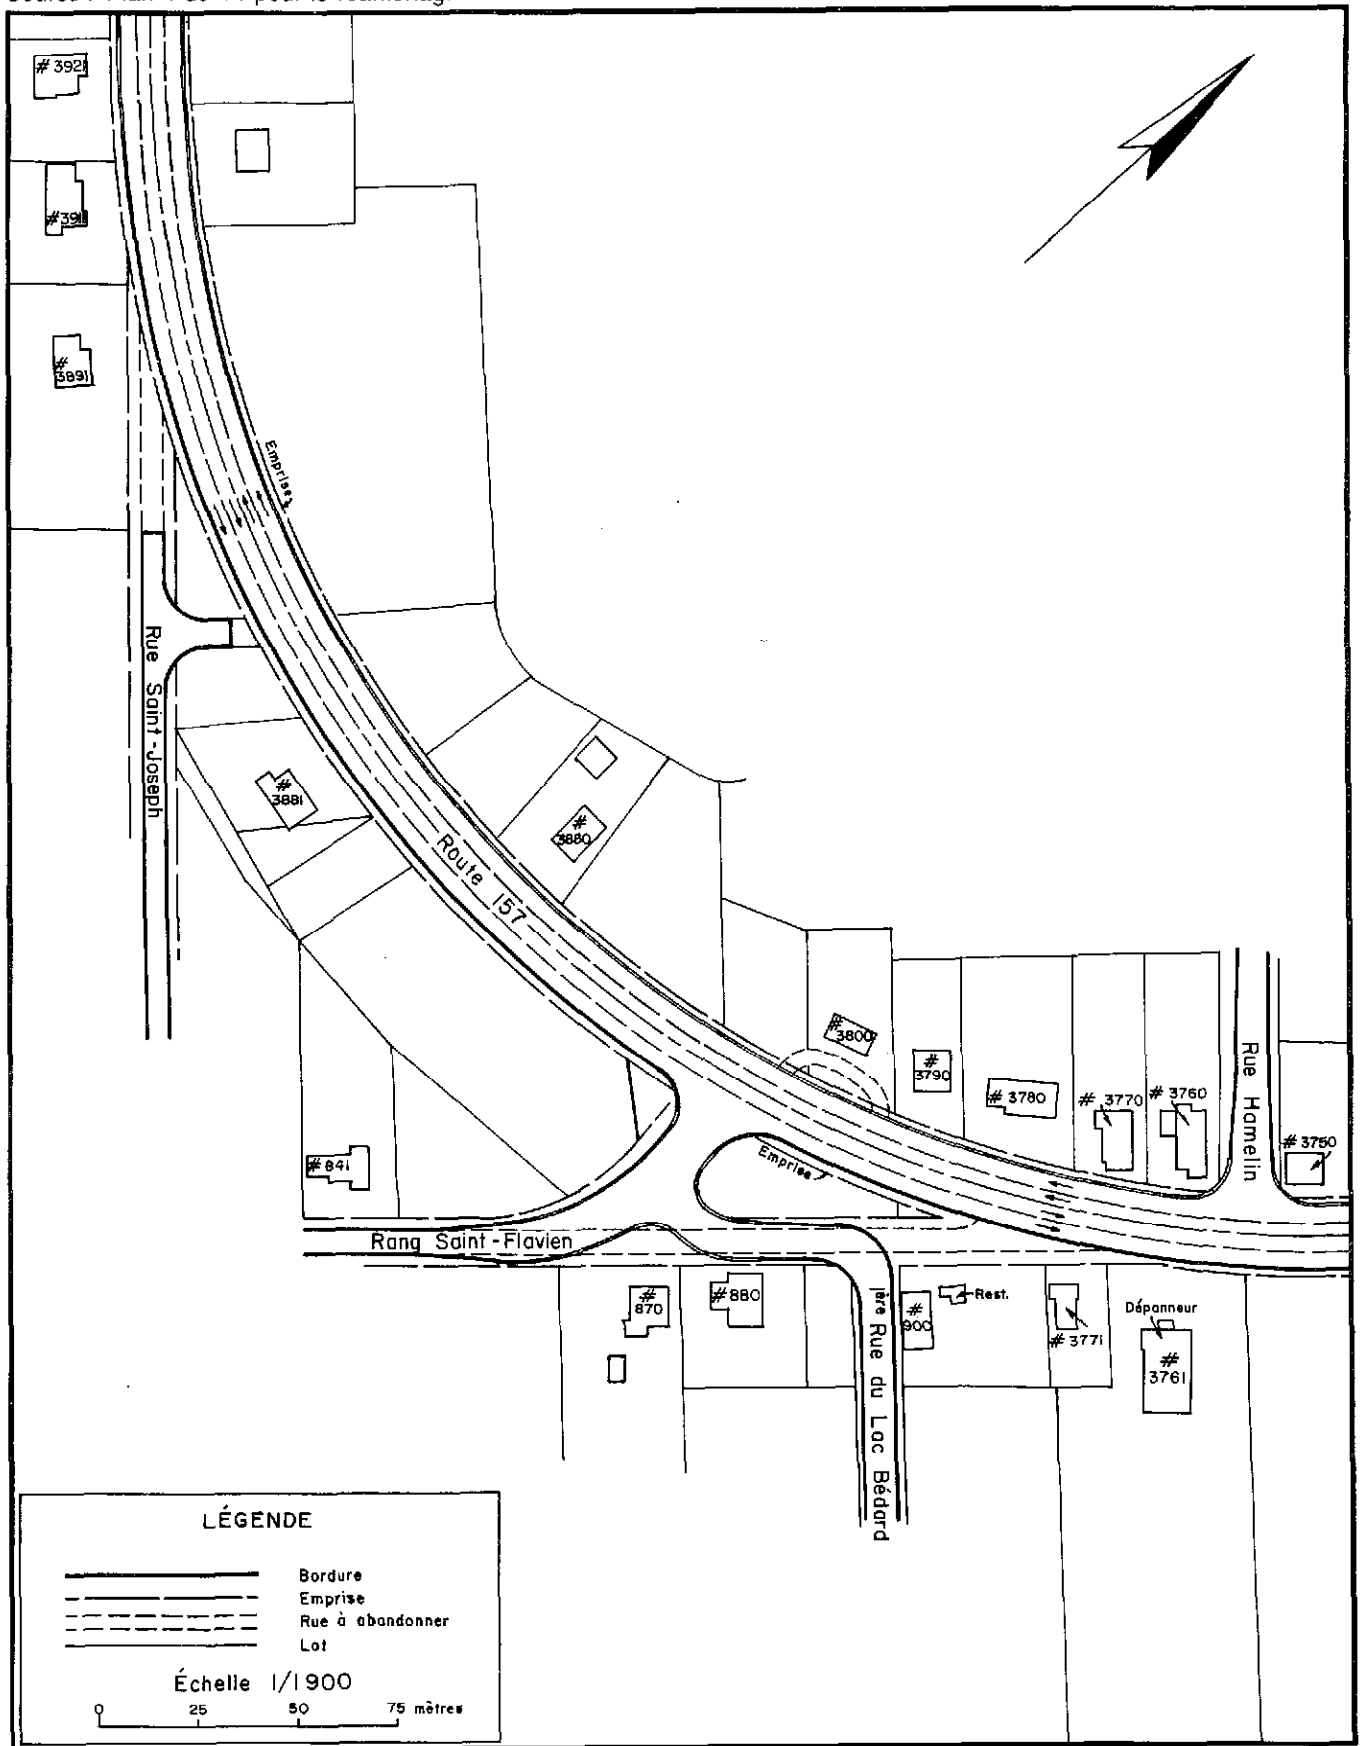 # 3921
# 3911
# 3891
Emprise
Rue Saint-Joseph
# 3881
# 3880
Route 157
# 3800
# 3790
# 3780
# 3770
# 3760
Rue Hamelin
# 3750
# 841
Emprise
Rang Saint-Flavien
# 870
# 880
1ère Rue du Lac Bédard
# 900
Rest.
# 3771
Dépanneur
# 3761
LÉGENDE
Bordure
Emprise
Rue à abandonner
Lot
Échelle 1/1900
0 25 50 75 mètres